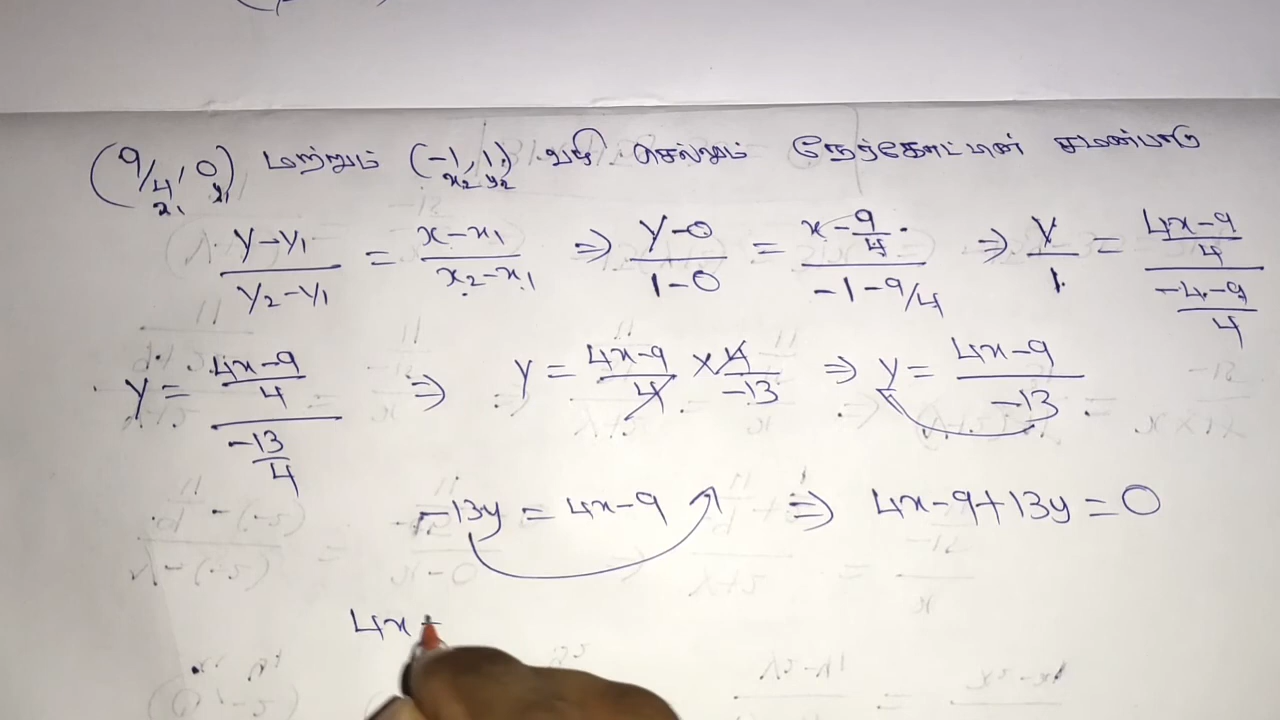 (9/4, 0) மற்றும் (-1, 1) வழி செல்லும் நேர்கோட்டின் சமன்பாடு
x₁ y₁ x₂ y₂
(y-y₁)/(y₂-y₁) = (x-x₁)/(x₂-x₁) ⇒ (y-0)/(1-0) = (x-9/4)/(-1-9/4) ⇒ y/1 = ((4x-9)/4)/((-4-9)/4)
y = ((4x-9)/4)/(-13/4) ⇒ y = (4x-9)/4 × 4/-13 ⇒ y = (4x-9)/-13
-13y = 4x-9 ⇒ 4x-9+13y = 0
4x+